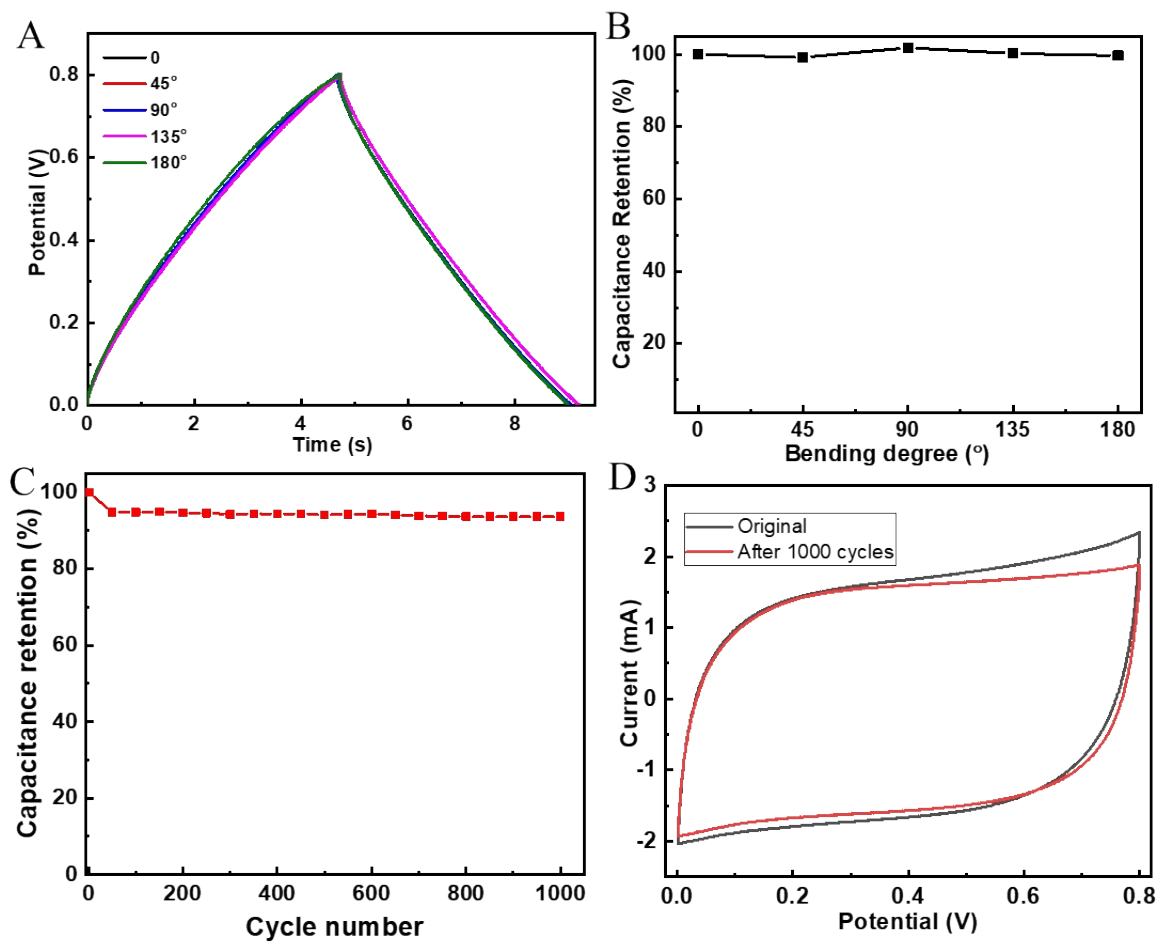 A
0
45°
90°
135°
180°
0.8
0.6
0.4
0.2
0.0
0 2 4 6 8
Potential (V)
Time (s)
B
100
80
60
40
20
0 45 90 135 180
Capacitance Retention (%)
Bending degree (°)
C
100
80
60
40
20
0
0 200 400 600 800 1000
Capacitance retention (%)
Cycle number
D
Original
After 1000 cycles
3
2
1
0
-1
-2
0.0 0.2 0.4 0.6 0.8
Current (mA)
Potential (V)